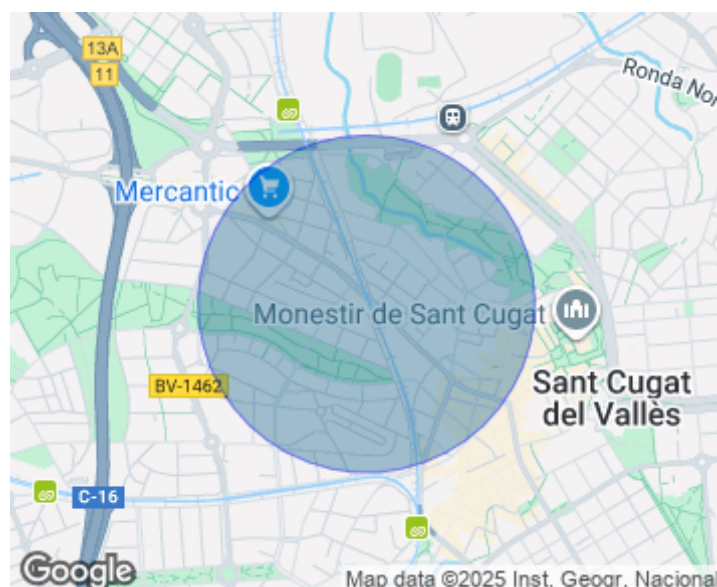 13A
11
Ronda Nor
Mercantic
Monestir de Sant Cugat
BV-1462
Sant Cugat
del Vallès
C-16
Google
Map data ©2025 Inst. Geogr. Nacional